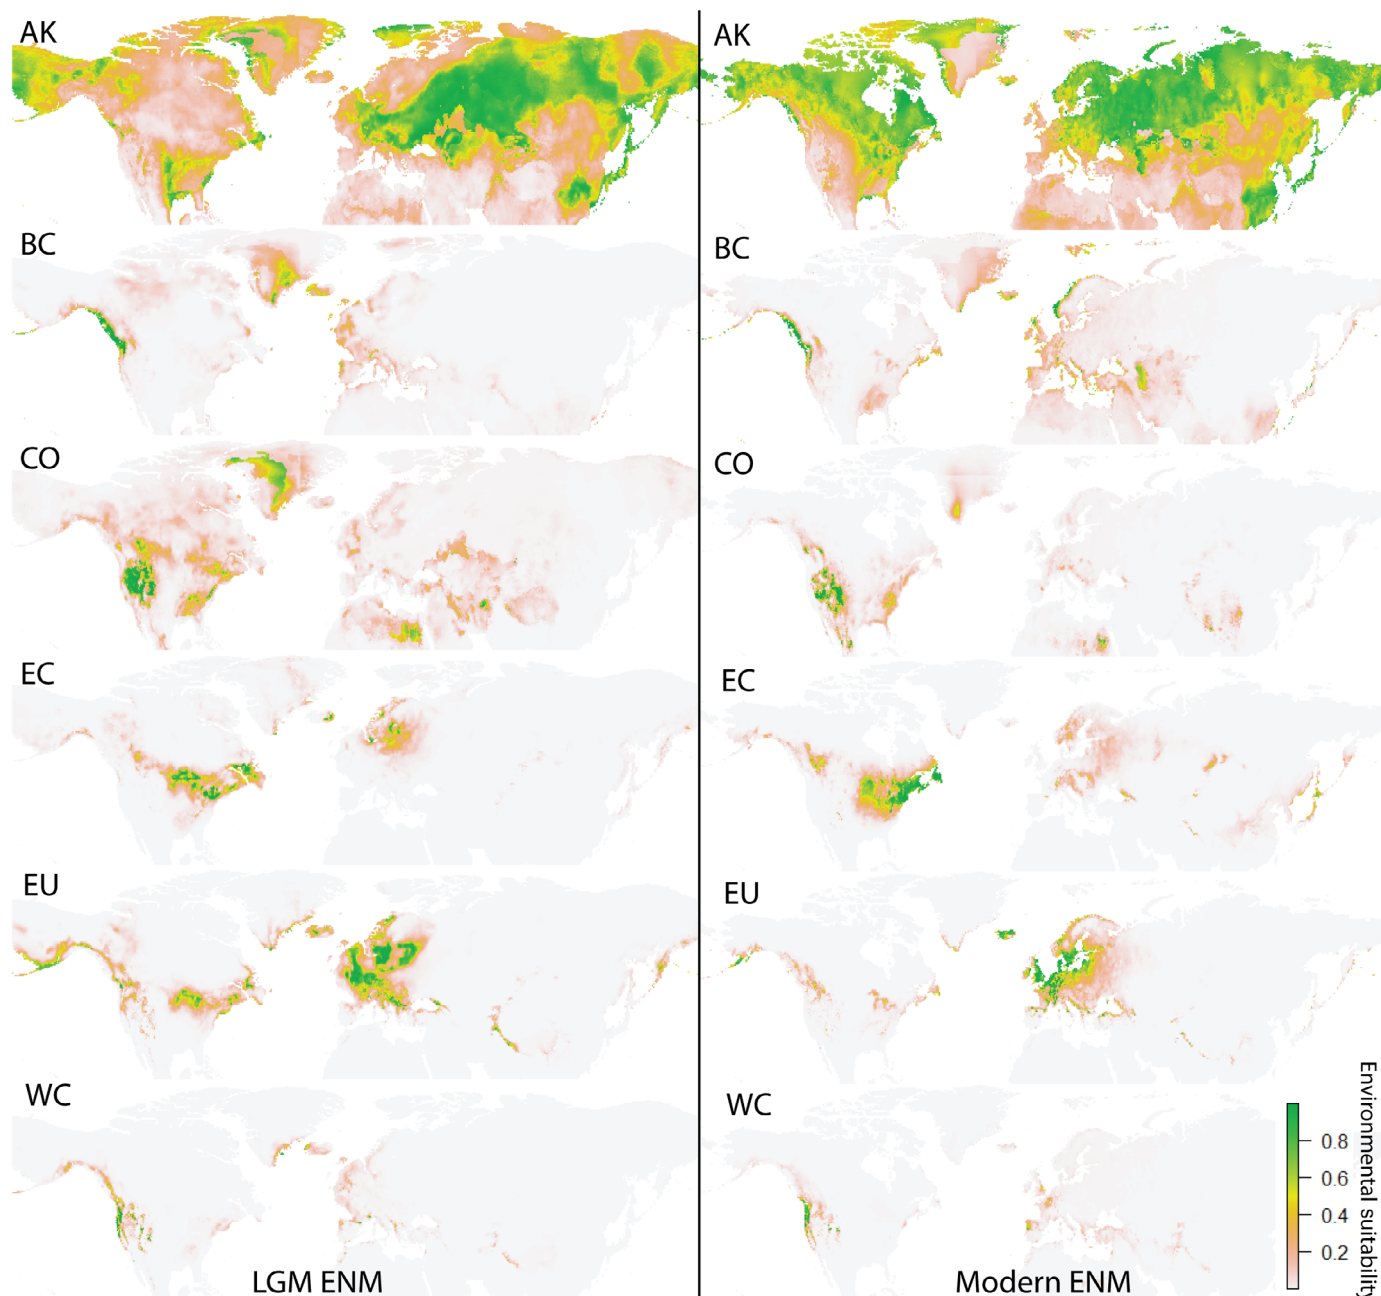 AK
AK
BC
BC
CO
CO
EC
EC
EU
EU
WC
WC
0.8
0.6
0.4
0.2
Environmental suitability
LGM ENM
Modern ENM